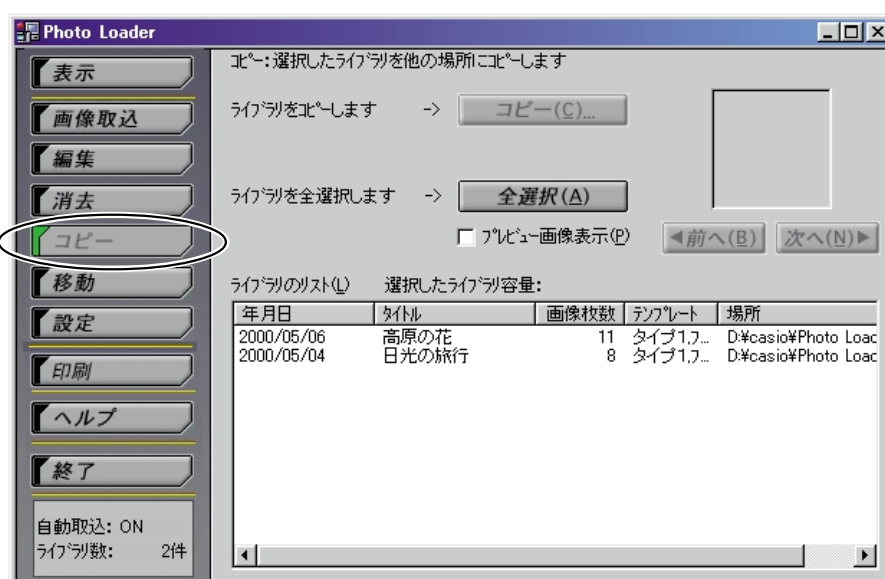 Photo Loader
表示
画像取込
編集
消去
コピー
移動
設定
印刷
ヘルプ
終了
自動取込: ON
ﾗｲﾌﾞﾗﾘ数: 2件
ｺﾋﾟｰ:選択したﾗｲﾌﾞﾗﾘを他の場所にｺﾋﾟｰします
ﾗｲﾌﾞﾗﾘをｺﾋﾟｰします -> コピー(C)...
ﾗｲﾌﾞﾗﾘを全選択します -> 全選択(A)
ﾌﾟﾚﾋﾞｭｰ画像表示(P) ◀前へ(B) 次へ(N)▶
ﾗｲﾌﾞﾗﾘのﾘｽﾄ(L) 選択したﾗｲﾌﾞﾗﾘ容量:
年月日 ﾀｲﾄﾙ 画像枚数 ﾃﾝﾌﾟﾚｰﾄ 場所
2000/05/06 高原の花 11 タイプ1,フ... D:¥casio¥Photo Load
2000/05/04 日光の旅行 8 タイプ1,フ... D:¥casio¥Photo Load